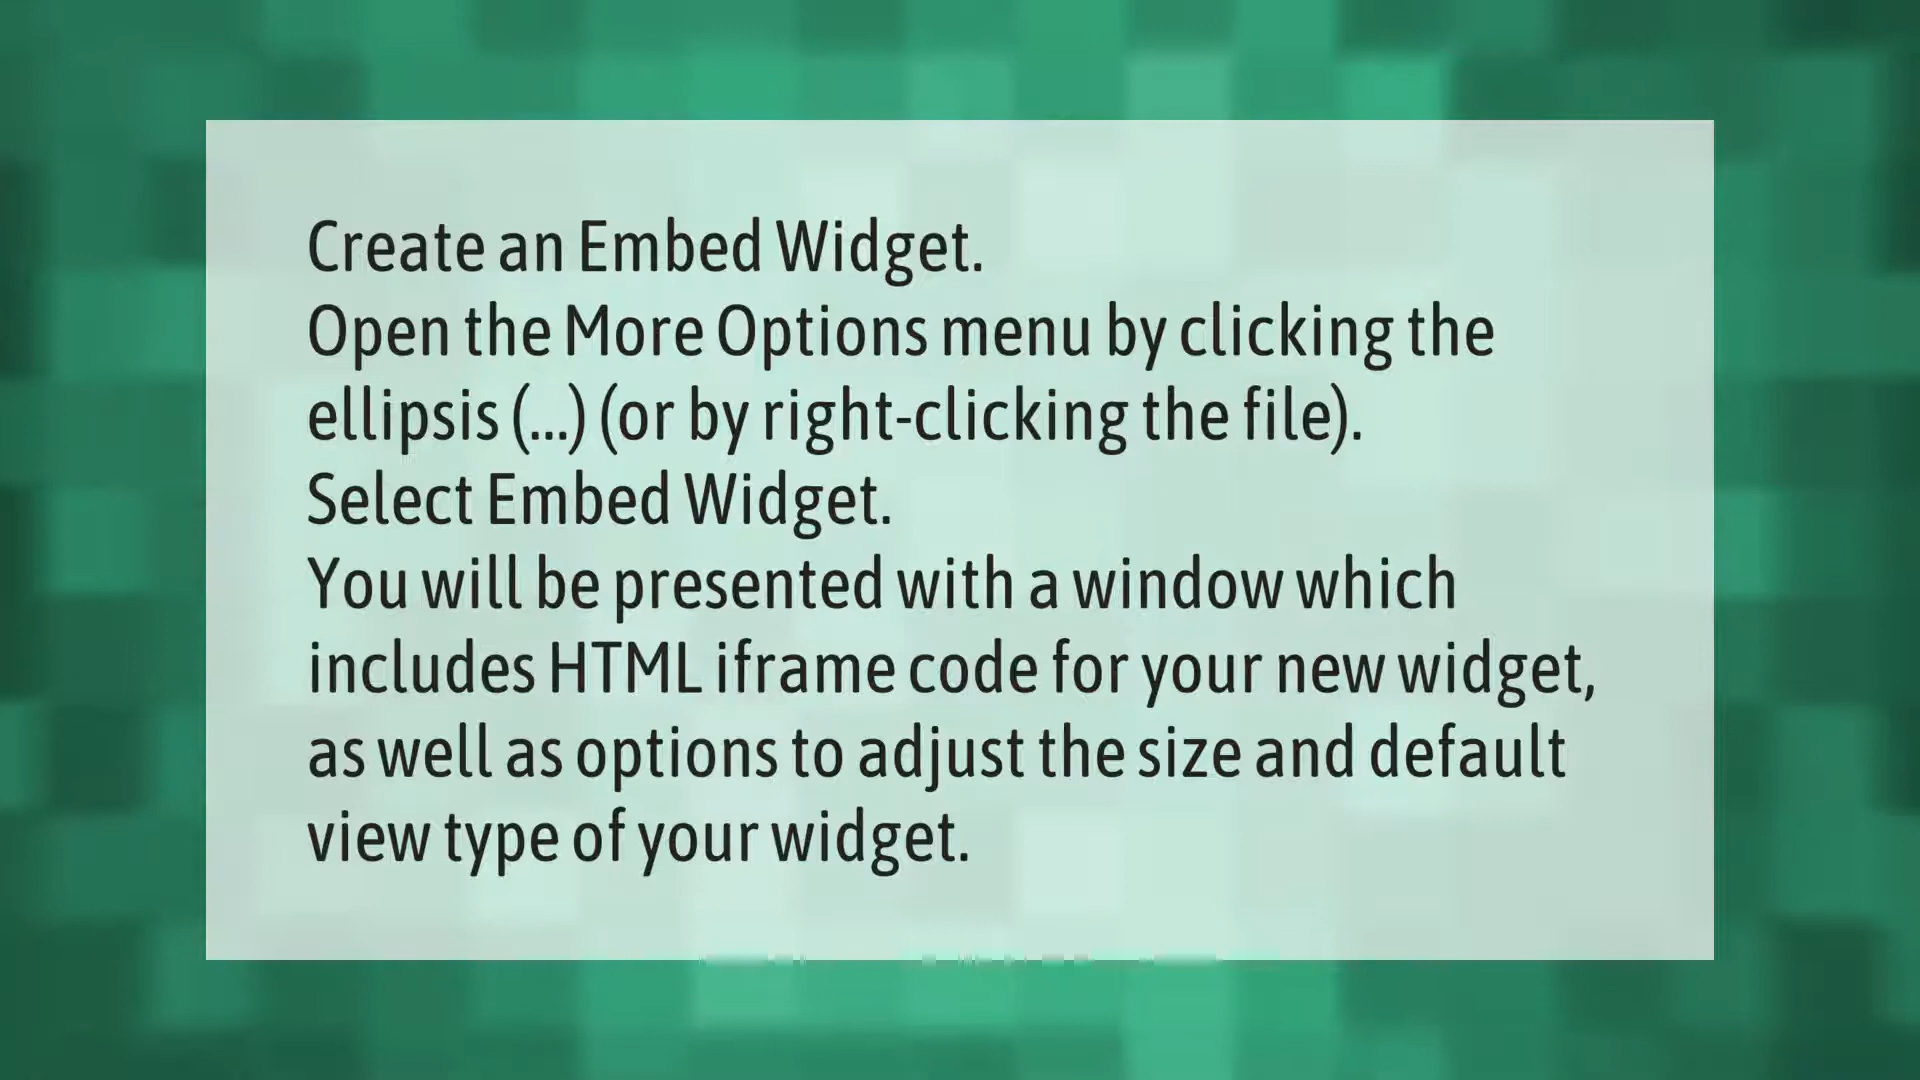 Create an Embed Widget.
Open the More Options menu by clicking the
ellipsis (...) (or by right-clicking the file).
Select Embed Widget.
You will be presented with a window which
includes HTML iframe code for your new widget,
as well as options to adjust the size and default
view type of your widget.